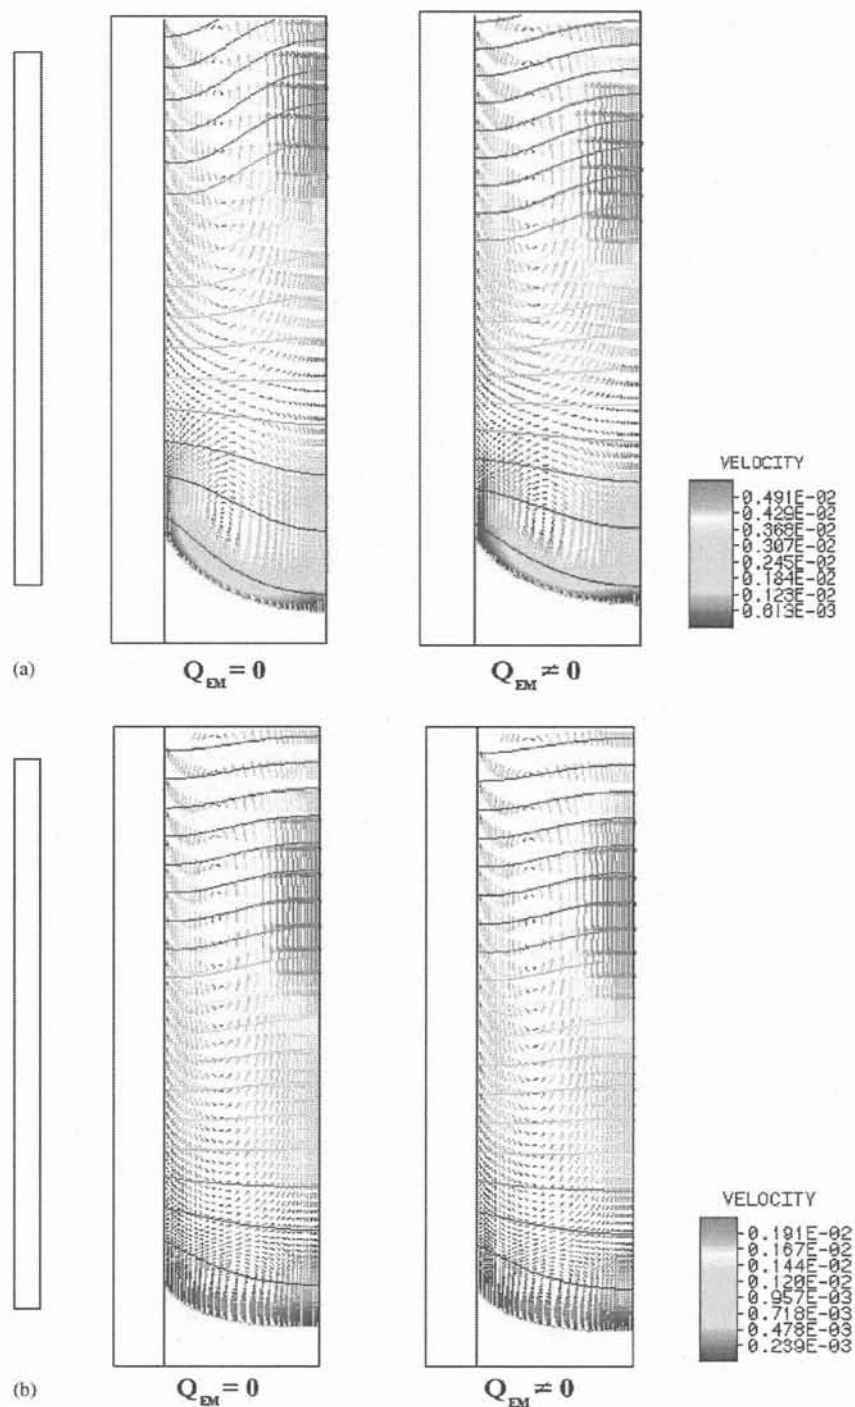 VELOCITY
0.491E-02
0.429E-02
0.368E-02
0.307E-02
0.245E-02
0.184E-02
0.123E-02
0.613E-03
(a)
Q_EM = 0
Q_EM ≠ 0
VELOCITY
0.191E-02
0.167E-02
0.144E-02
0.120E-02
0.957E-03
0.718E-03
0.478E-03
0.239E-03
(b)
Q_EM = 0
Q_EM ≠ 0